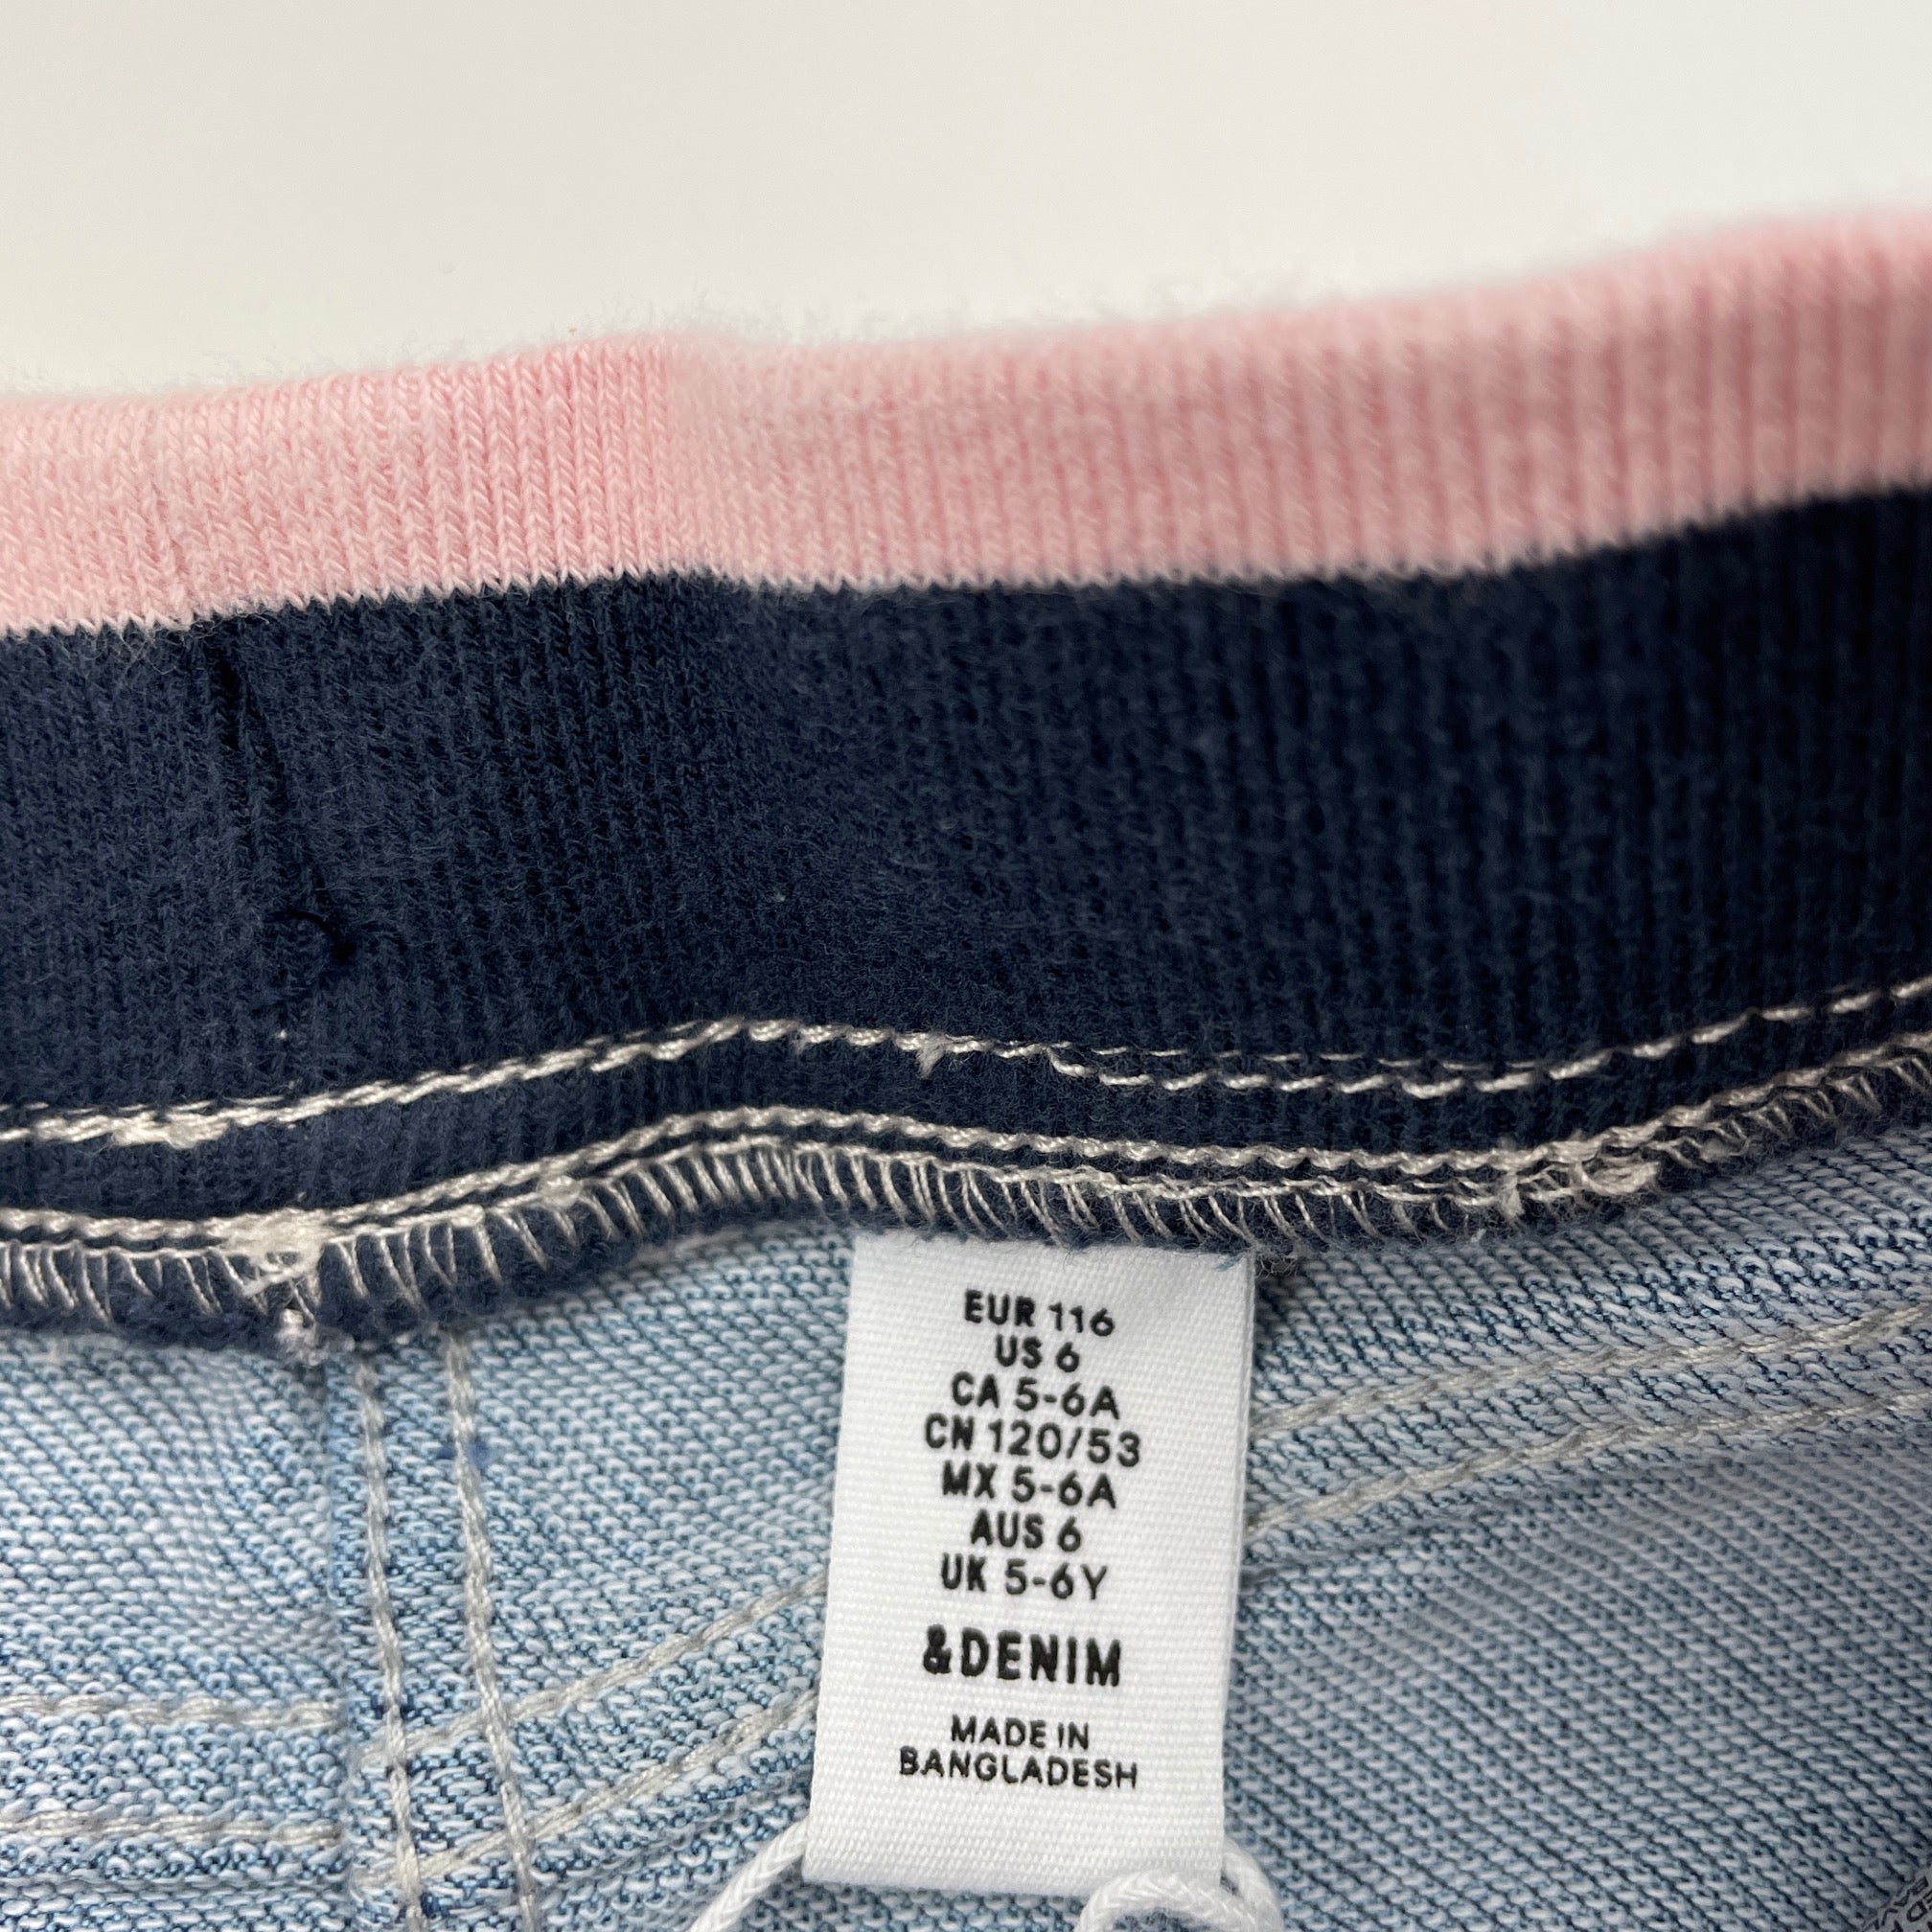 EUR 116
US 6
CA 5-6A
CN 120/53
MX 5-6A
AUS 6
UK 5-6Y
&DENIM
MADE IN
BANGLADESH